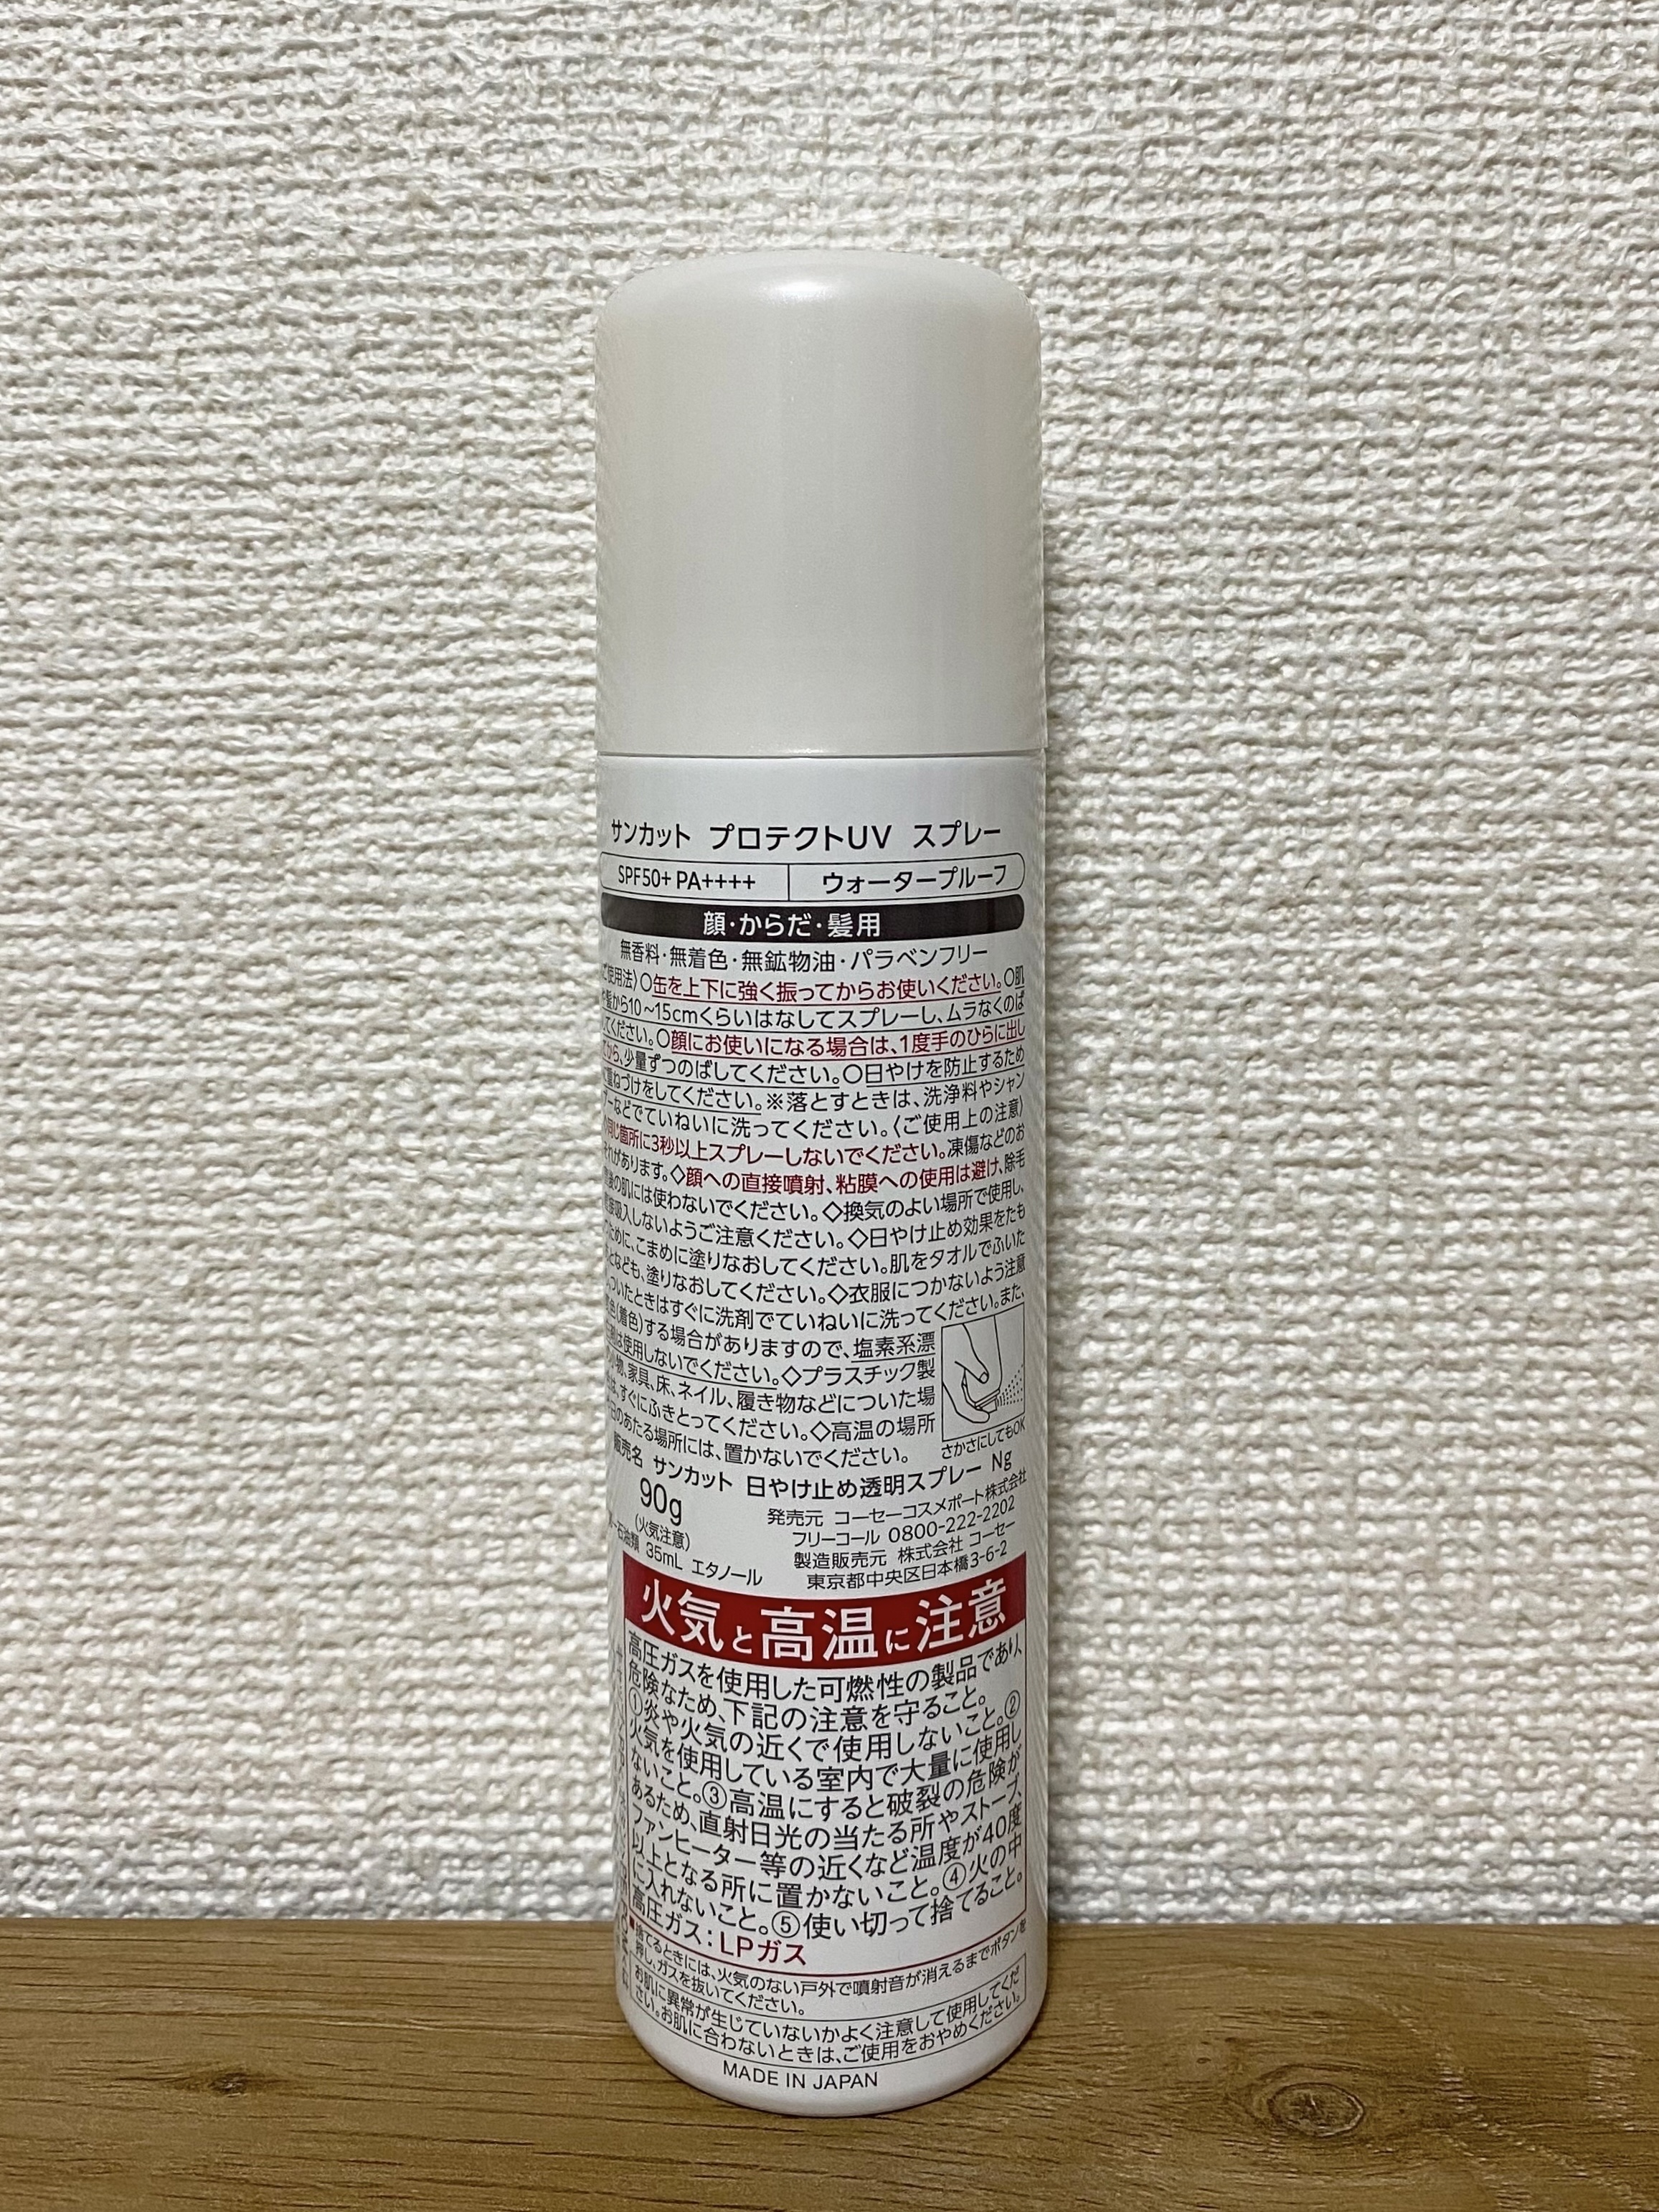 サンカット プロテクトUV スプレー
SPF50+ PA++++ ウォータープルーフ
顔・からだ・髪用
無香料・無着色・無鉱物油・パラベンフリー
ご使用法〉○缶を上下に強く振ってからお使いください。○肌
髪から10~15cmくらいはなしてスプレーし、ムラなくのば
してください。○顔にお使いになる場合は、1度手のひらに出し
てから、少量ずつのばしてください。○日やけを防止するため
重ねづけをしてください。※落とすときは、洗浄料やシャン
プーなどでていねいに洗ってください。〈ご使用上の注意〉
同じ箇所に3秒以上スプレーしないでください。凍傷などのお
それがあります。◇顔への直接噴射、粘膜への使用は避け、除毛
後の肌には使わないでください。◇換気のよい場所で使用し、
吸入しないようご注意ください。◇日やけ止め効果をたも
ために、こまめに塗りなおしてください。肌をタオルでふいた
なども、塗りなおしてください。◇衣服につかないよう注意
ついたときはすぐに洗剤でていねいに洗ってください。また、
色(着色)する場合がありますので、塩素系漂
は使用しないでください。◇プラスチック製
小物、家具、床、ネイル、履き物などについた場
は、すぐにふきとってください。◇高温の場所
日のあたる場所には、置かないでください。
さかさにしてもOK
販売名 サンカット 日やけ止め透明スプレー Ng
90g
(火気注意)
石油類 35mL エタノール
発売元 コーセーコスメポート株式会社
フリーコール 0800-222-2202
製造販売元 株式会社 コーセー
東京都中央区日本橋3-6-2
火気と高温に注意
高圧ガスを使用した可燃性の製品であり、
危険なため、下記の注意を守ること。
①炎や火気の近くで使用しないこと。②
火気を使用している室内で大量に使用し
ないこと。③高温にすると破裂の危険が
あるため、直射日光の当たる所やストーブ、
ファンヒーター等の近くなど温度が40度
以上となる所に置かないこと。④火の中
に入れないこと。⑤使い切って捨てること。
高圧ガス：LPガス
■捨てるときには、火気のない戸外で噴射音が消えるまでボタンを
押し、ガスを抜いてください。
お肌に異常が生じていないかよく注意して使用してくだ
さい。お肌に合わないときは、ご使用をおやめください。
MADE IN JAPAN